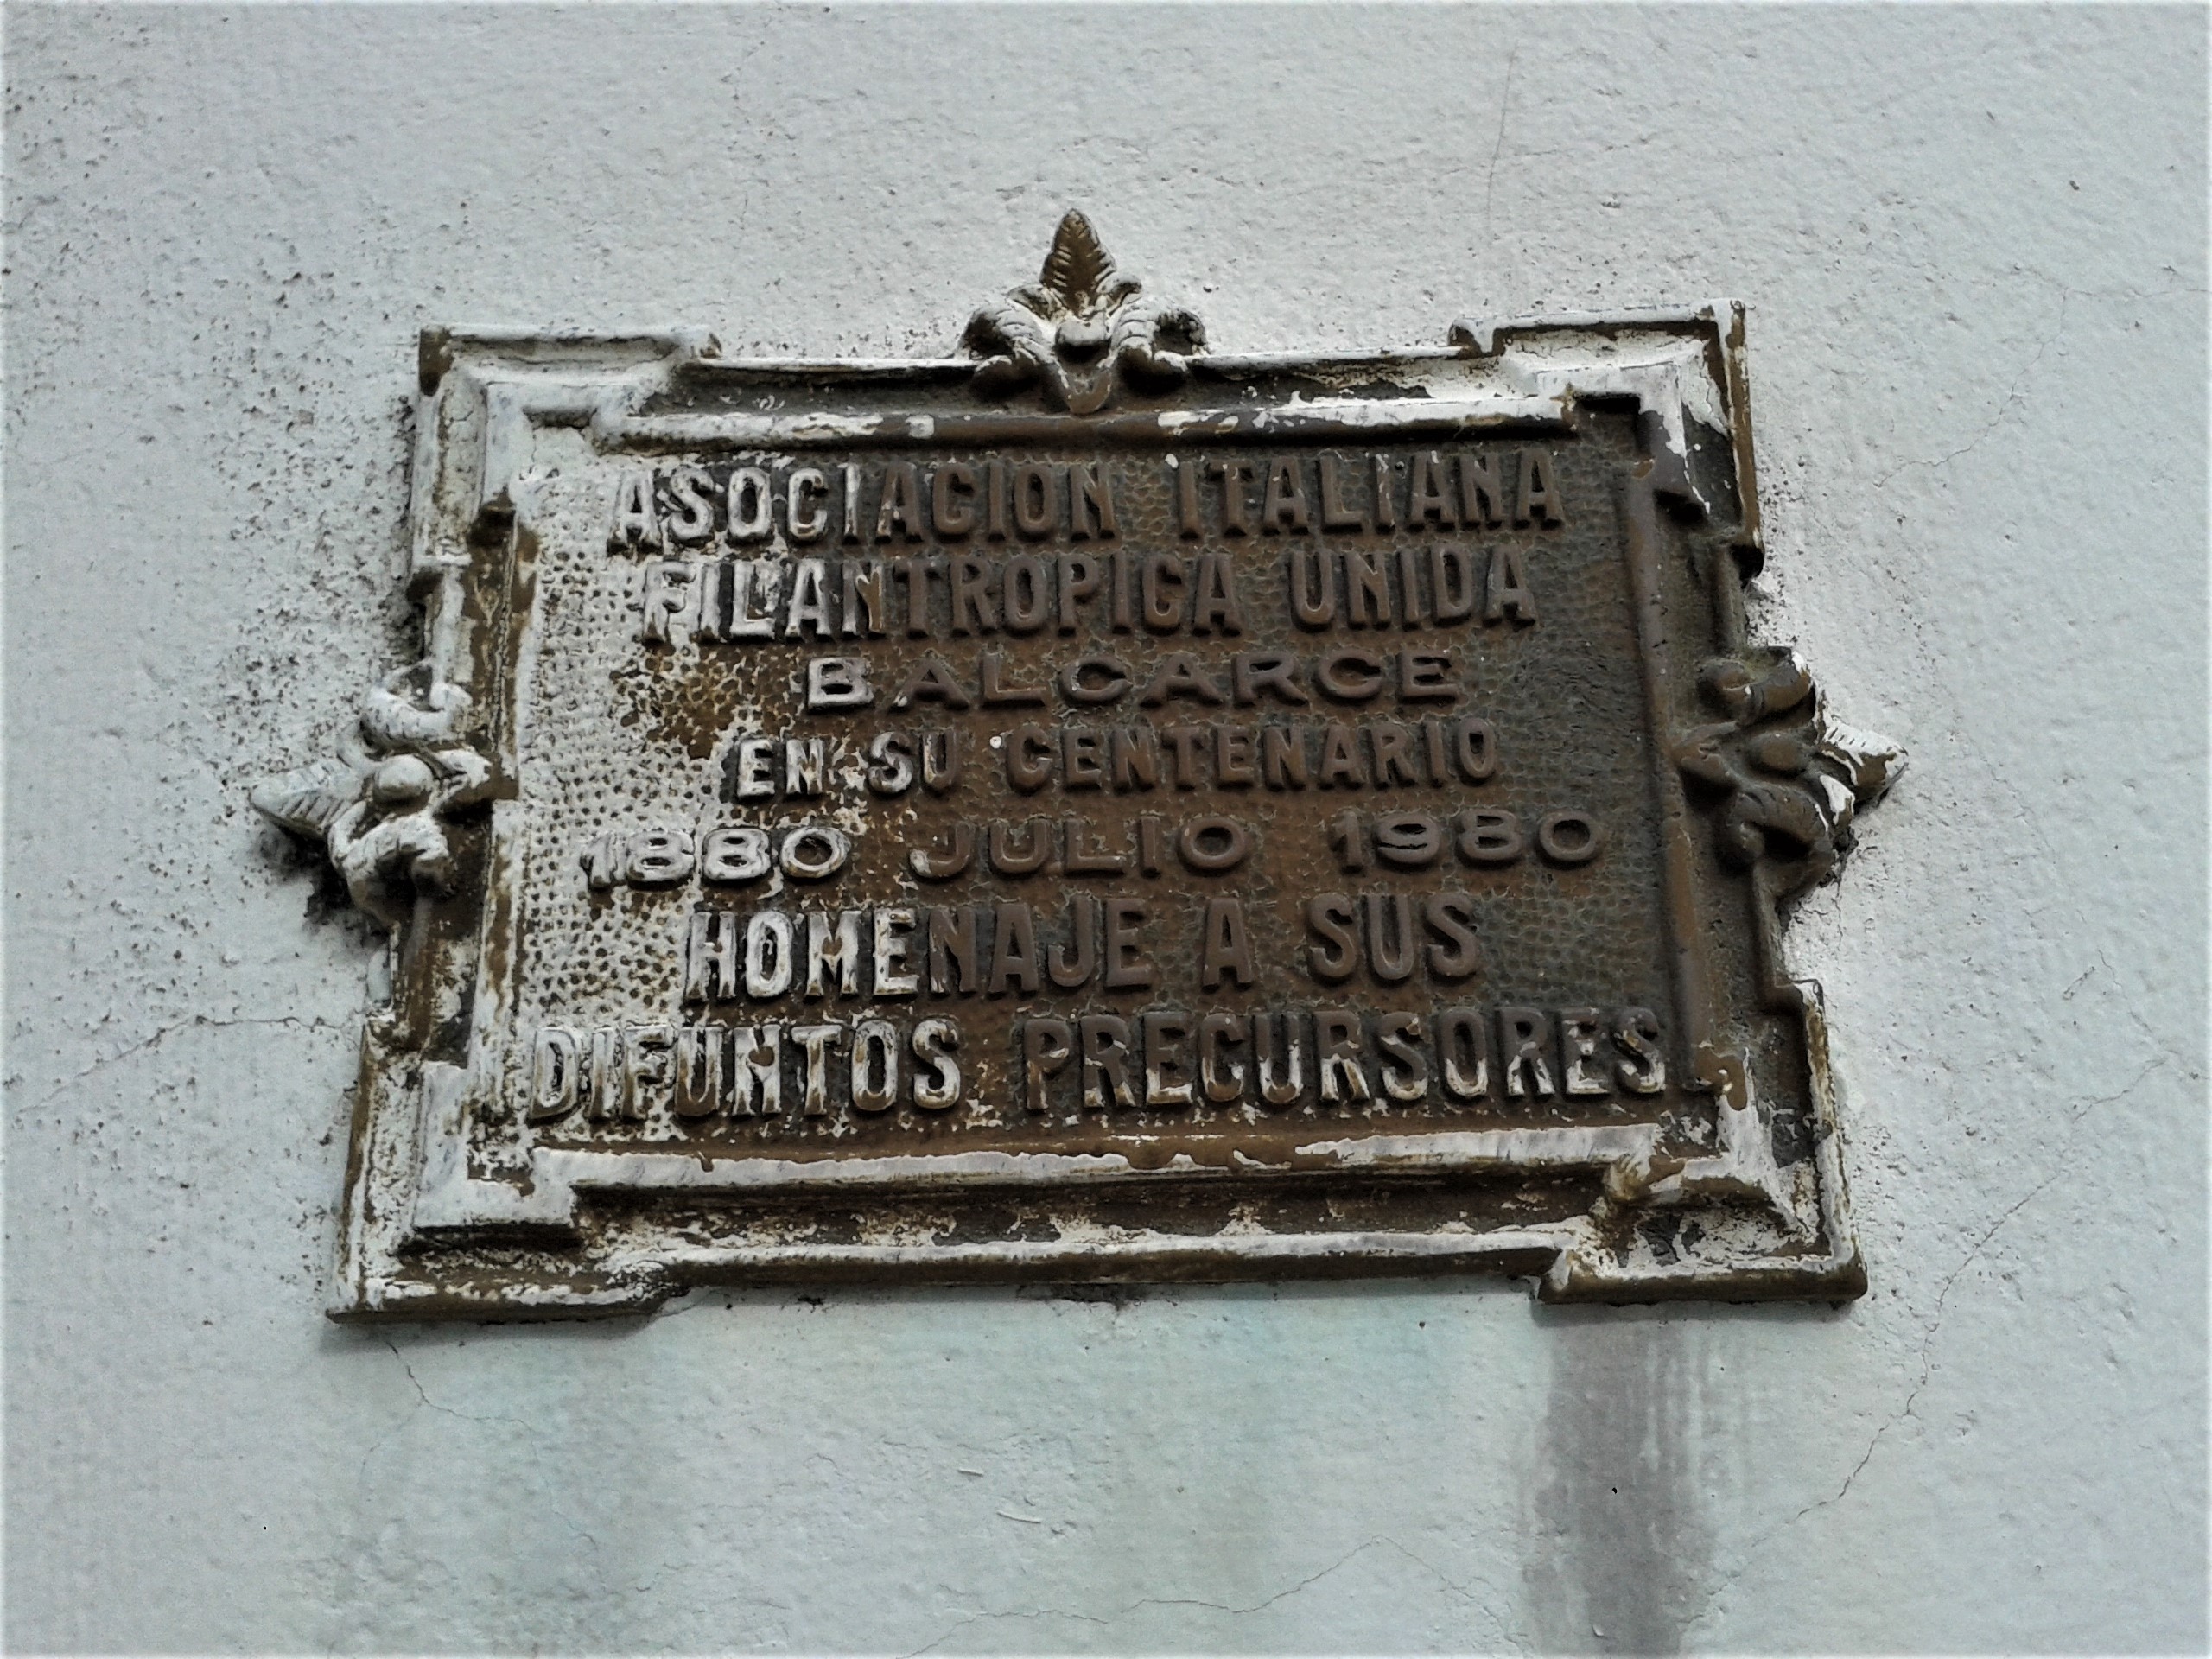 ASOCIACION ITALIANA
FILANTROPICA UNIDA
BALCARCE
EN SU CENTENARIO
1880 JULIO 1980
HOMENAJE A SUS
DIFUNTOS PRECURSORES